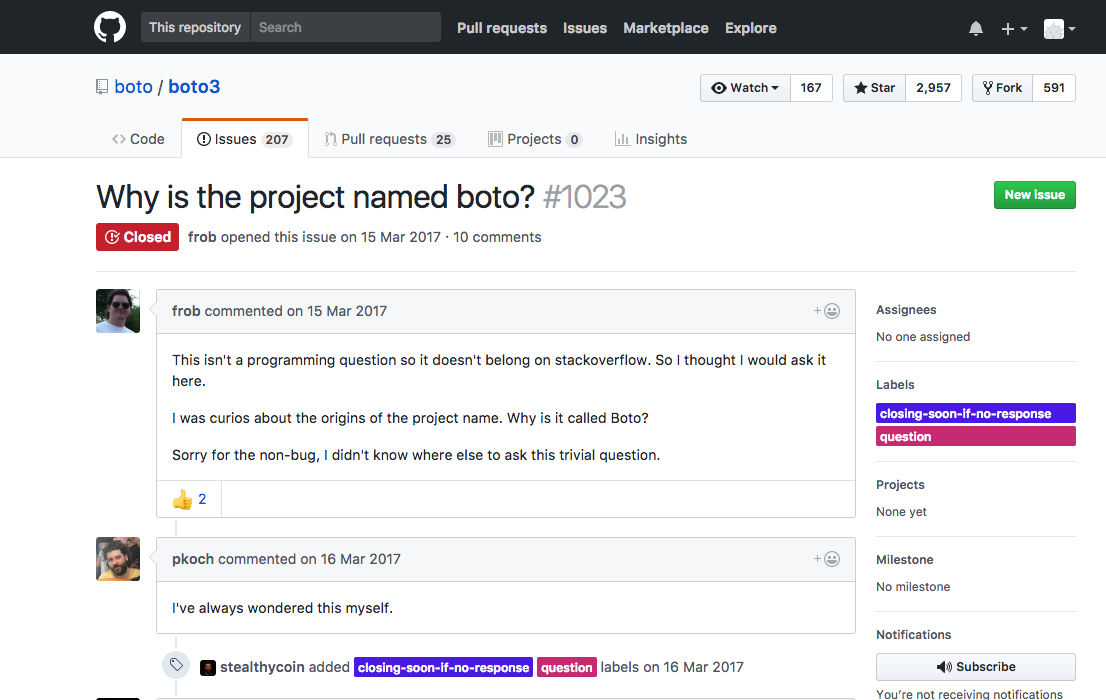 This repository Search Pull requests Issues Marketplace Explore
boto / boto3 Watch 167 Star 2,957 Fork 591
Code Issues 207 Pull requests 25 Projects 0 Insights
Why is the project named boto? #1023 New issue
Closed frob opened this issue on 15 Mar 2017 · 10 comments
frob commented on 15 Mar 2017
This isn't a programming question so it doesn't belong on stackoverflow. So I thought I would ask it
here.
I was curios about the origins of the project name. Why is it called Boto?
Sorry for the non-bug, I didn't know where else to ask this trivial question.
2
pkoch commented on 16 Mar 2017
I've always wondered this myself.
stealthycoin added closing-soon-if-no-response question labels on 16 Mar 2017
Assignees
No one assigned
Labels
closing-soon-if-no-response
question
Projects
None yet
Milestone
No milestone
Notifications
Subscribe
You're not receiving notifications